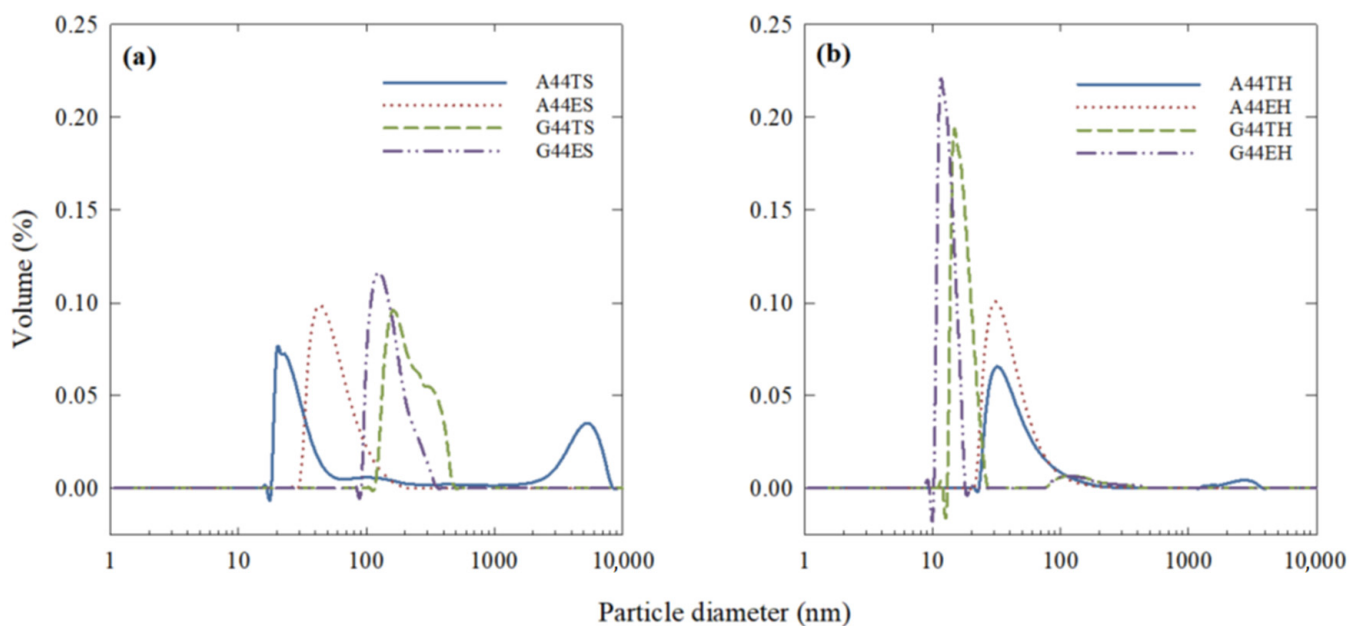 (a)
0.25
0.20
0.15
0.10
0.05
0.00
Volume (%)
A44TS
A44ES
G44TS
G44ES
1 10 100 1000 10,000
(b)
0.25
0.20
0.15
0.10
0.05
0.00
A44TH
A44EH
G44TH
G44EH
1 10 100 1000 10,000
Particle diameter (nm)